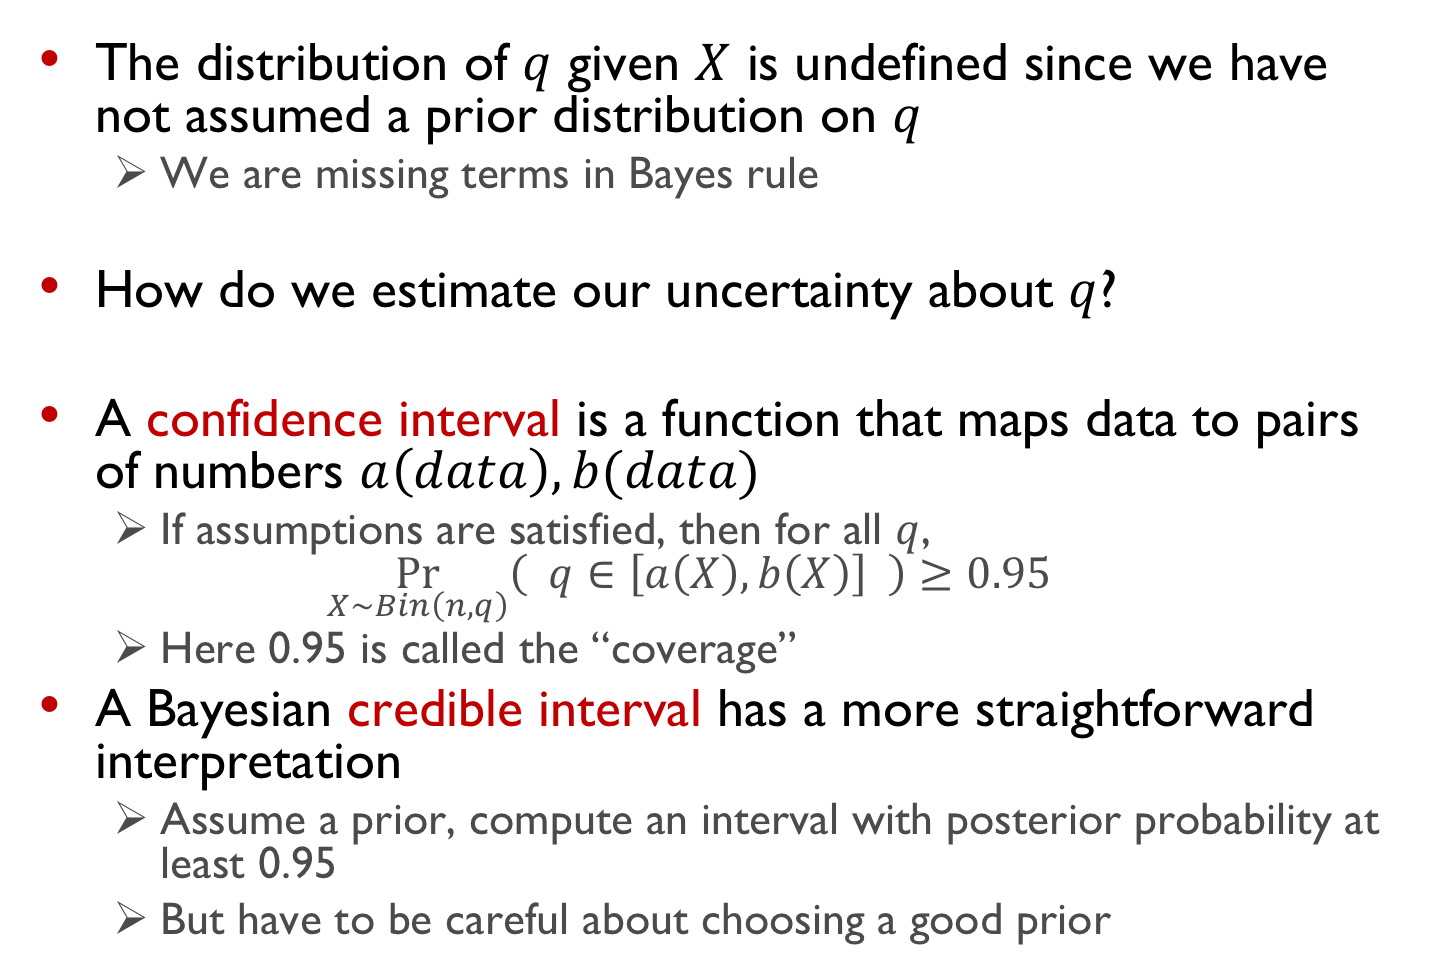 • The distribution of q given X is undefined since we have
not assumed a prior distribution on q
➢ We are missing terms in Bayes rule
• How do we estimate our uncertainty about q?
• A confidence interval is a function that maps data to pairs
of numbers a(data), b(data)
➢ If assumptions are satisfied, then for all q,
Pr ( q ∈ [a(X), b(X)] ) ≥ 0.95
X~Bin(n,q)
➢ Here 0.95 is called the “coverage”
• A Bayesian credible interval has a more straightforward
interpretation
➢ Assume a prior, compute an interval with posterior probability at
least 0.95
➢ But have to be careful about choosing a good prior